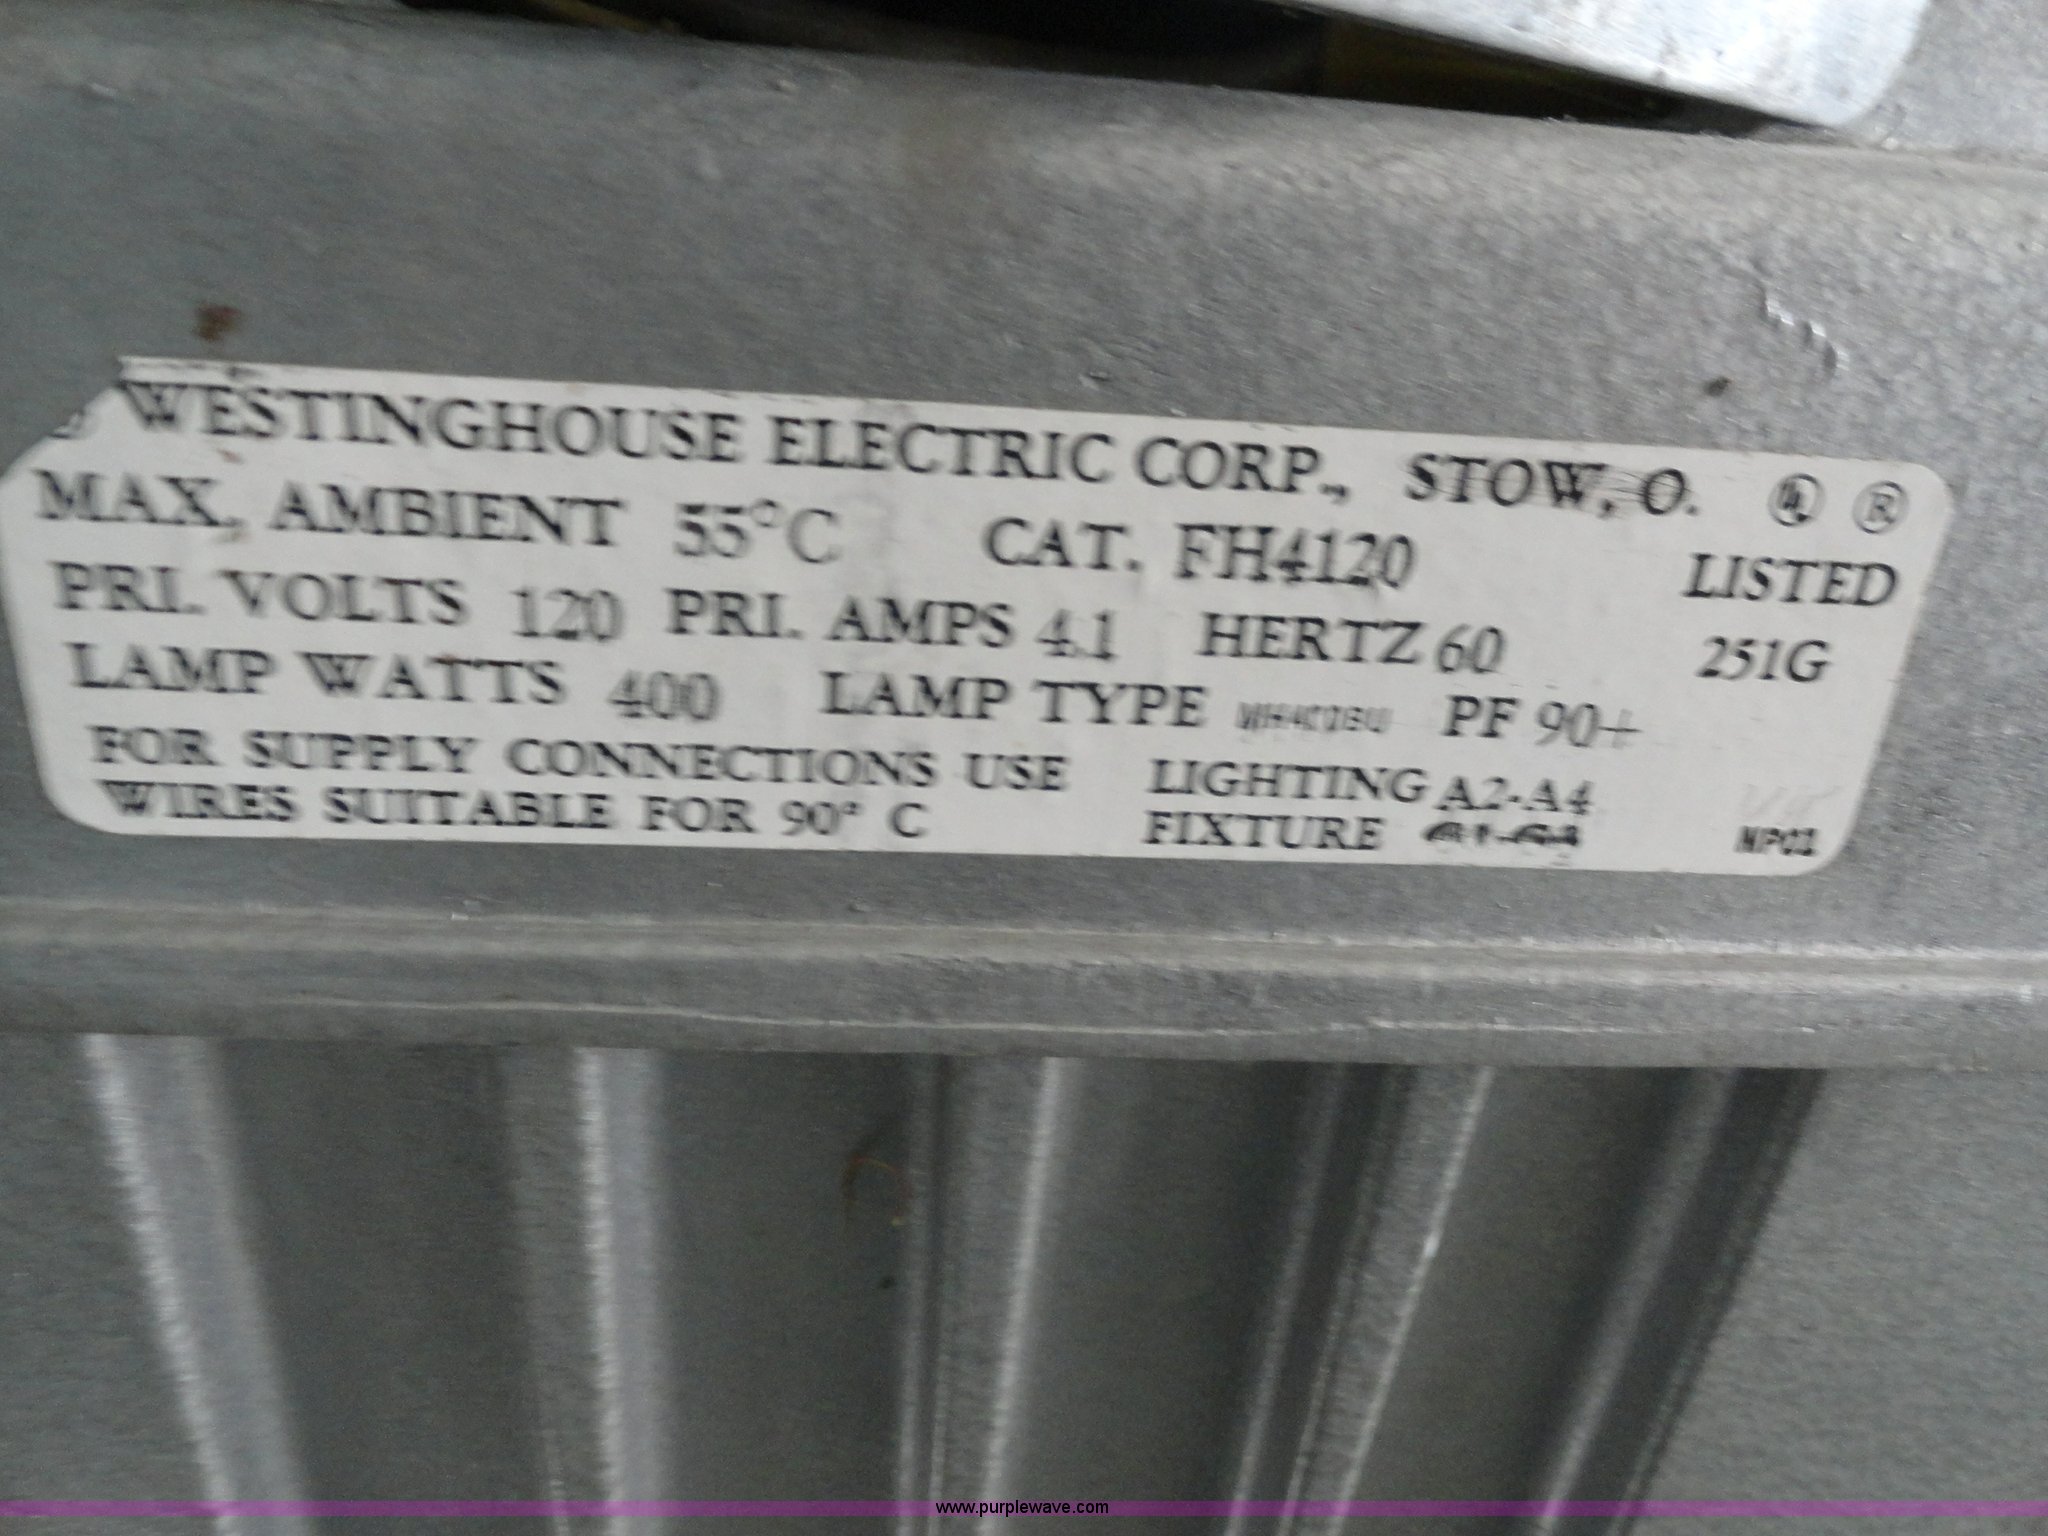 WESTINGHOUSE ELECTRIC CORP., STOW, O. UL ®
MAX, AMBIENT 55°C CAT. FH4120 LISTED
PRI. VOLTS 120 PRI. AMPS 4.1 HERTZ 60 251G
LAMP WATTS 400 LAMP TYPE PF 90+
FOR SUPPLY CONNECTIONS USE LIGHTING A2-A4
WIRES SUITABLE FOR 90° C FIXTURE
www.purplewave.com